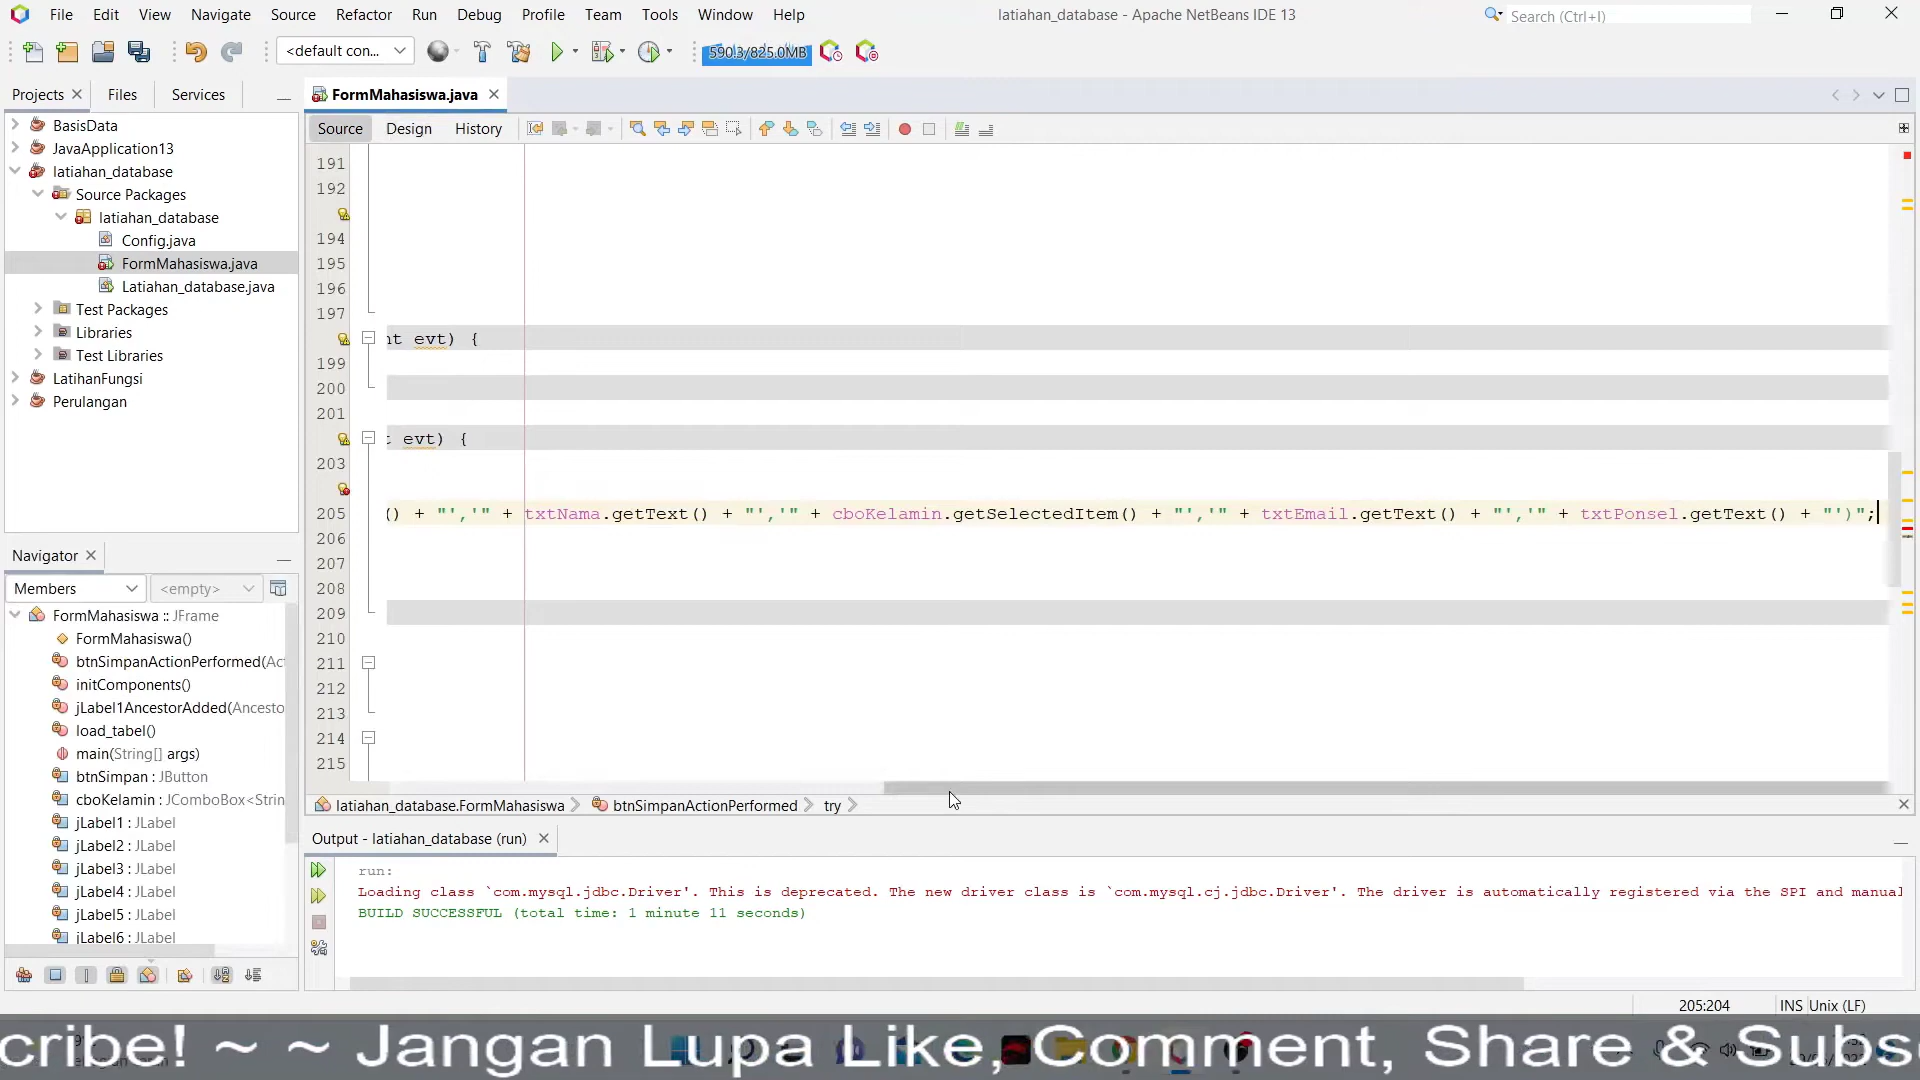 File Edit View Navigate Source Refactor Run Debug Profile Team Tools Window Help
latiahan_database - Apache NetBeans IDE 13
Search (Ctrl+I)
<default con...
590.3/825.0MB
Projects Files Services
FormMahasiswa.java
Source Design History
BasisData
JavaApplication13
latiahan_database
Source Packages
latiahan_database
Config.java
FormMahasiswa.java
Latiahan_database.java
Test Packages
Libraries
Test Libraries
LatihanFungsi
Perulangan
191
192
194
195
196
197
nt evt) {
199
200
201
t evt) {
203
205 () + "','" + txtNama.getText() + "','" + cboKelamin.getSelectedItem() + "','" + txtEmail.getText() + "','" + txtPonsel.getText() + "')";
206
207
208
209
210
211
212
213
214
215
latiahan_database.FormMahasiswa btnSimpanActionPerformed try
Navigator
Members <empty>
FormMahasiswa :: JFrame
FormMahasiswa()
btnSimpanActionPerformed(Act
initComponents()
jLabel1AncestorAdded(Ancesto
load_tabel()
main(String[] args)
btnSimpan : JButton
cboKelamin : JComboBox<Strin
jLabel1 : JLabel
jLabel2 : JLabel
jLabel3 : JLabel
jLabel4 : JLabel
jLabel5 : JLabel
jLabel6 : JLabel
Output - latiahan_database (run)
run:
Loading class `com.mysql.jdbc.Driver'. This is deprecated. The new driver class is `com.mysql.cj.jdbc.Driver'. The driver is automatically registered via the SPI and manual
BUILD SUCCESSFUL (total time: 1 minute 11 seconds)
205:204 INS Unix (LF)
cribe! ~ ~ Jangan Lupa Like, Comment, Share & Subs